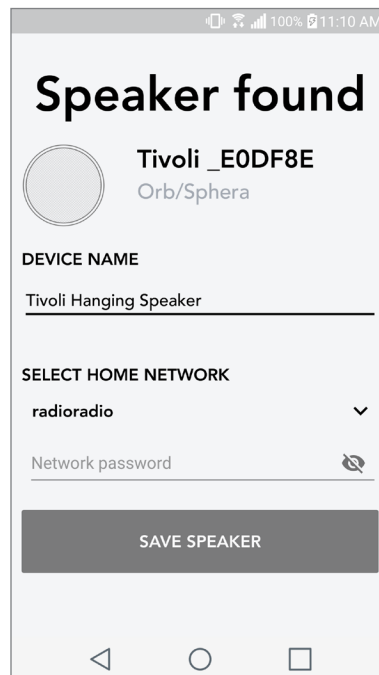 100% 11:10 AM
Speaker found
Tivoli _E0DF8E
Orb/Sphera
DEVICE NAME
Tivoli Hanging Speaker
SELECT HOME NETWORK
radioradio
Network password
SAVE SPEAKER